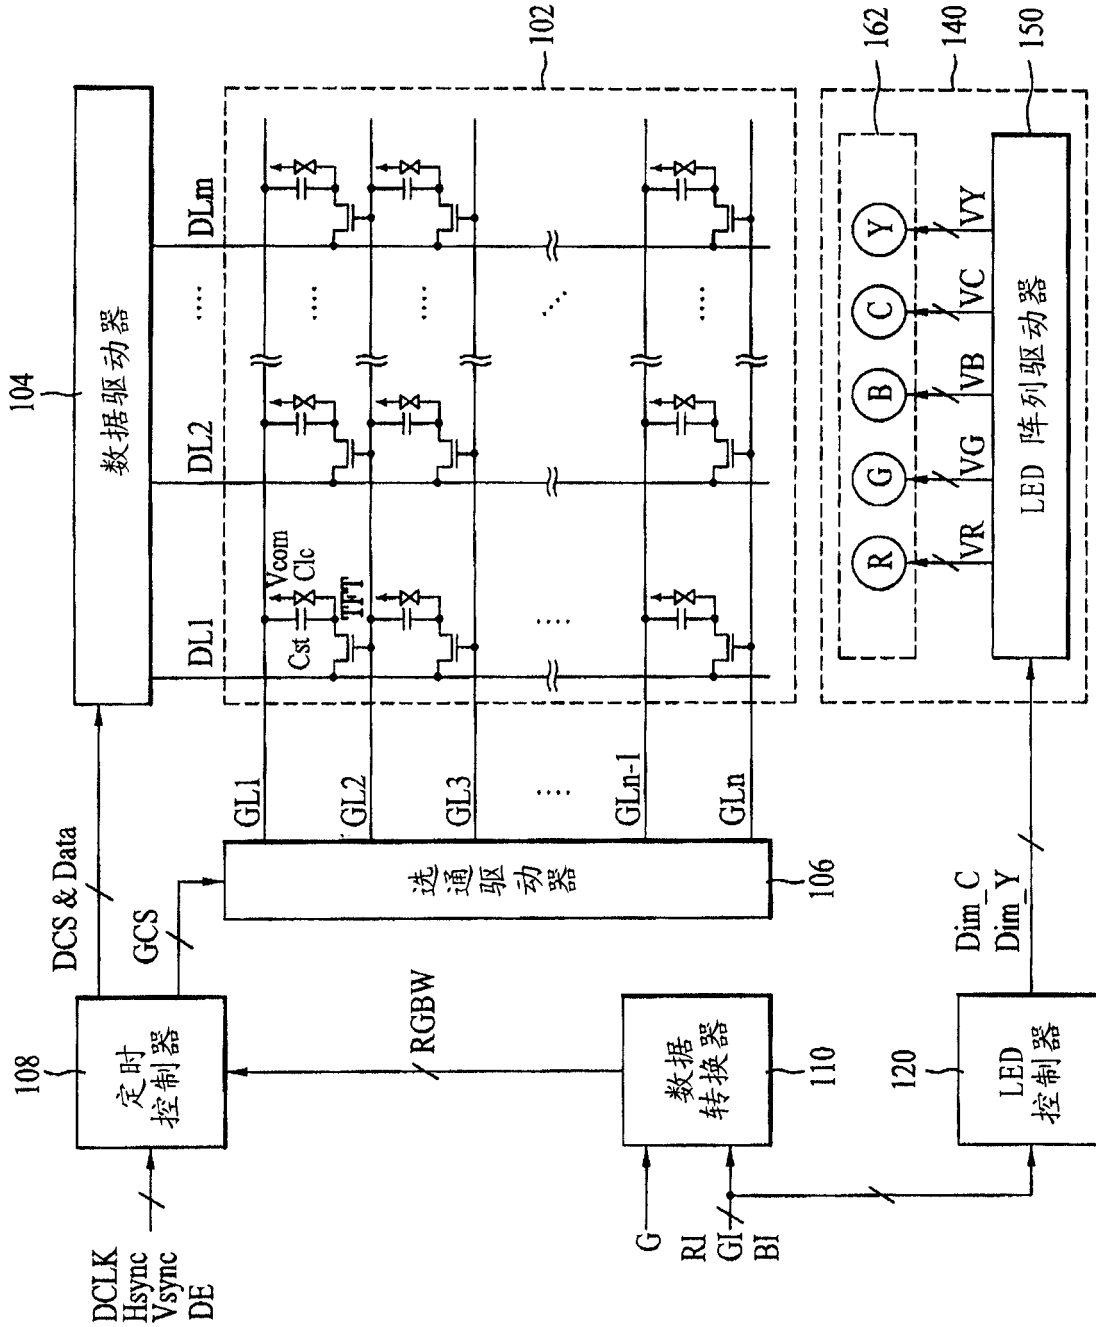 DCLK
Hsync
Vsync
DE
108
定时
控制器
DCS & Data
GCS
104
数据驱动器
RGBW
G
RI
GI
BI
数据
转换器
110
选通驱动器
106
GL1
GL2
GL3
....
GLn-1
GLn
DL1
DL2
....
DLm
Vcom
Clc
Cst
TFT
....
....
....
....
....
....
102
120
LED
控制器
Dim_C
Dim_Y
R
G
B
C
Y
VR
VG
VB
VC
VY
LED 阵列驱动器
162
140
150